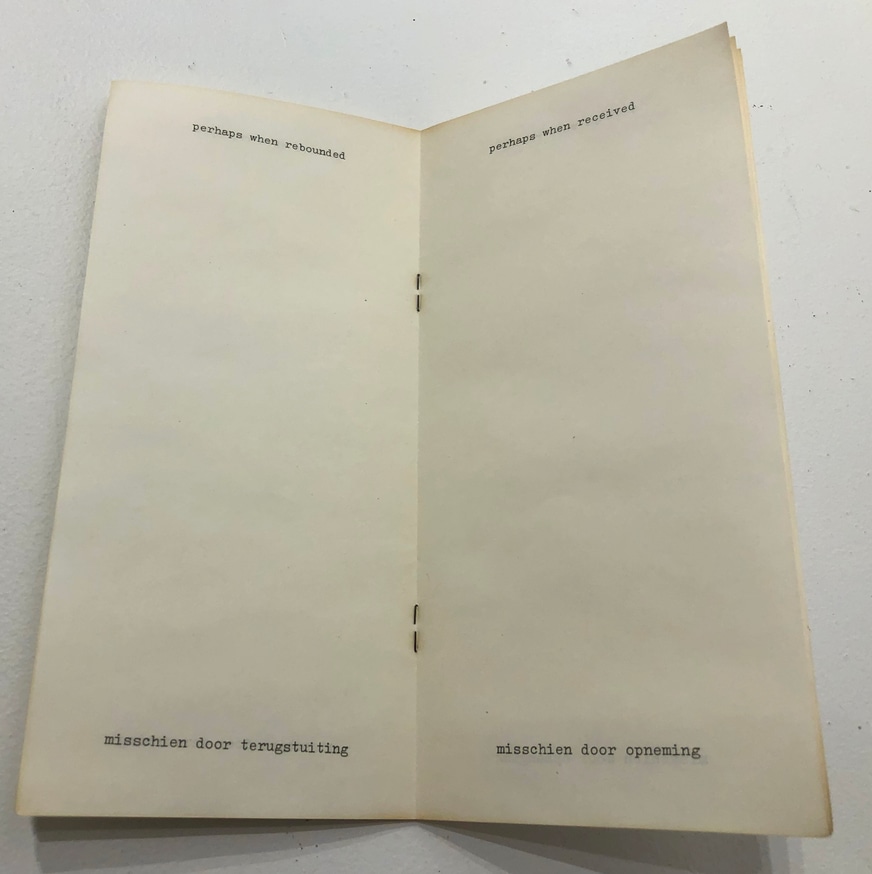 perhaps when rebounded
misschien door terugstuiting
perhaps when received
misschien door opneming